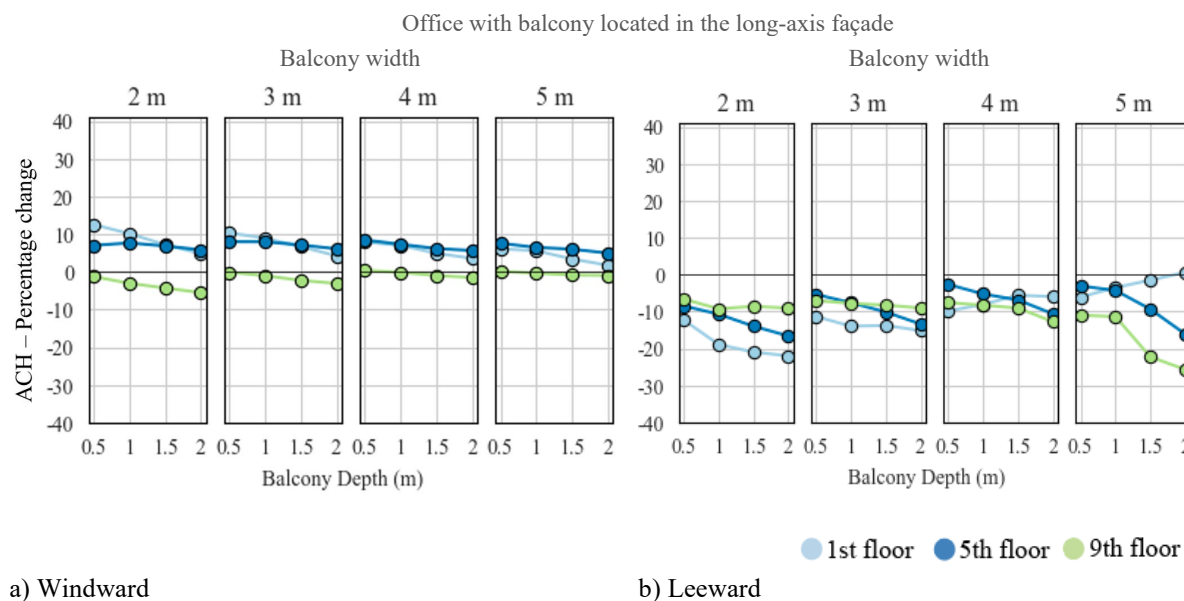 Office with balcony located in the long-axis façade
Balcony width
Balcony width
2 m 3 m 4 m 5 m
2 m 3 m 4 m 5 m
ACH – Percentage change
40
30
20
10
0
-10
-20
-30
-40
40
30
20
10
0
-10
-20
-30
-40
0.5 1 1.5 2 0.5 1 1.5 2 0.5 1 1.5 2 0.5 1 1.5 2
0.5 1 1.5 2 0.5 1 1.5 2 0.5 1 1.5 2 0.5 1 1.5 2
Balcony Depth (m)
Balcony Depth (m)
1st floor 5th floor 9th floor
a) Windward
b) Leeward